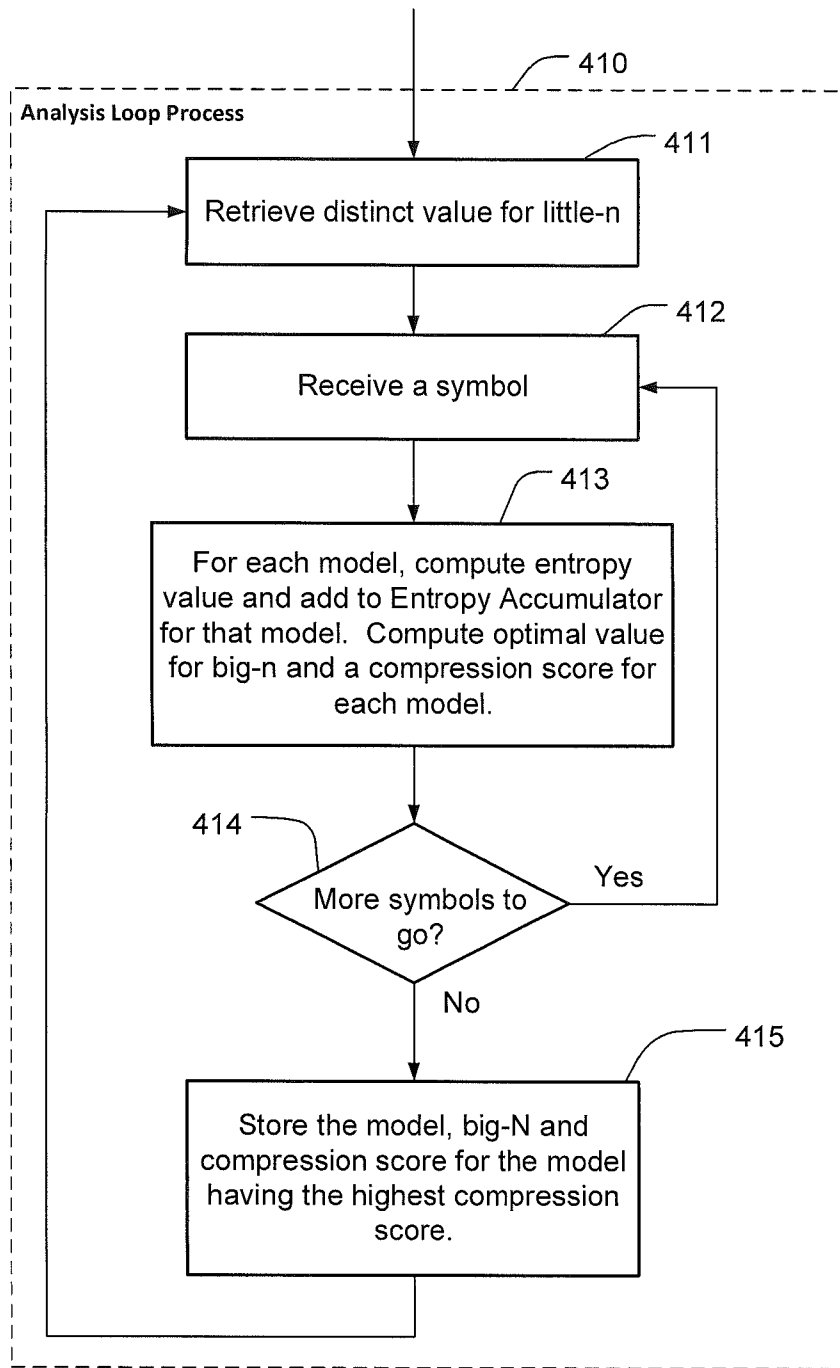 410
Analysis Loop Process
411
Retrieve distinct value for little-n
412
Receive a symbol
413
For each model, compute entropy
value and add to Entropy Accumulator
for that model. Compute optimal value
for big-n and a compression score for
each model.
414
More symbols to
go?
Yes
No
415
Store the model, big-N and
compression score for the model
having the highest compression
score.